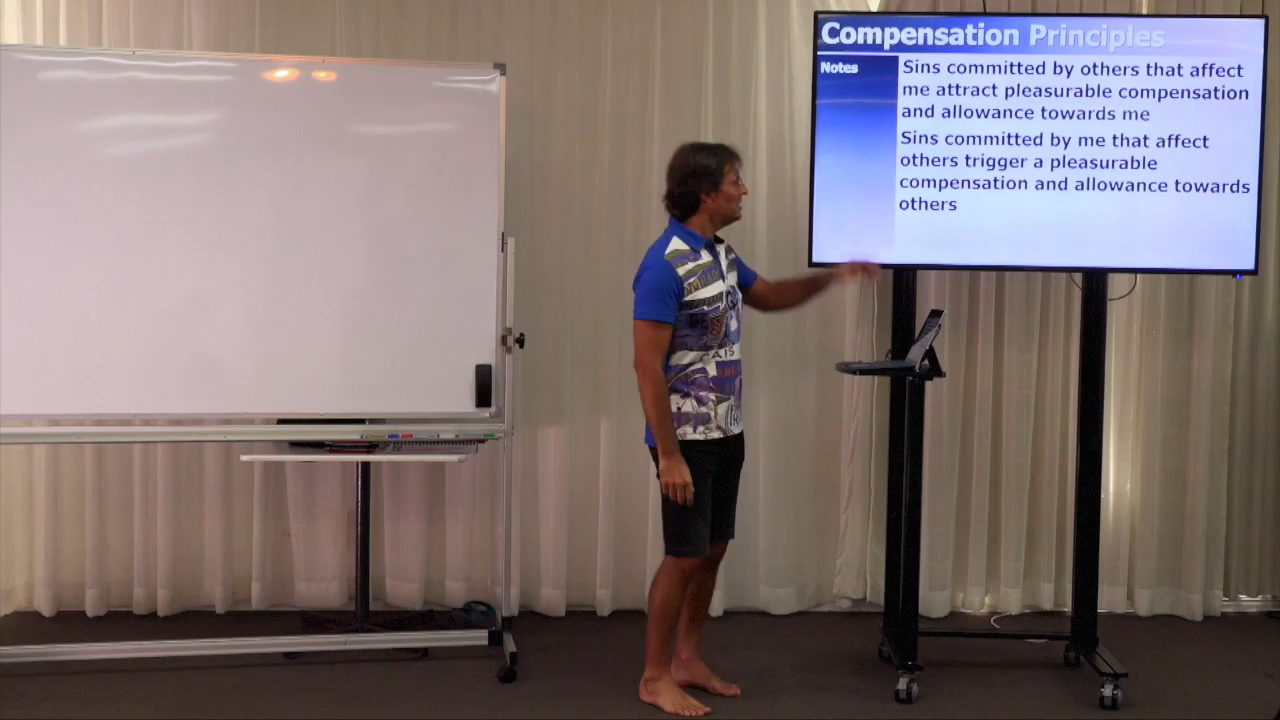 Compensation Principles
Notes
Sins committed by others that affect
me attract pleasurable compensation
and allowance towards me
Sins committed by me that affect
others trigger a pleasurable
compensation and allowance towards
others